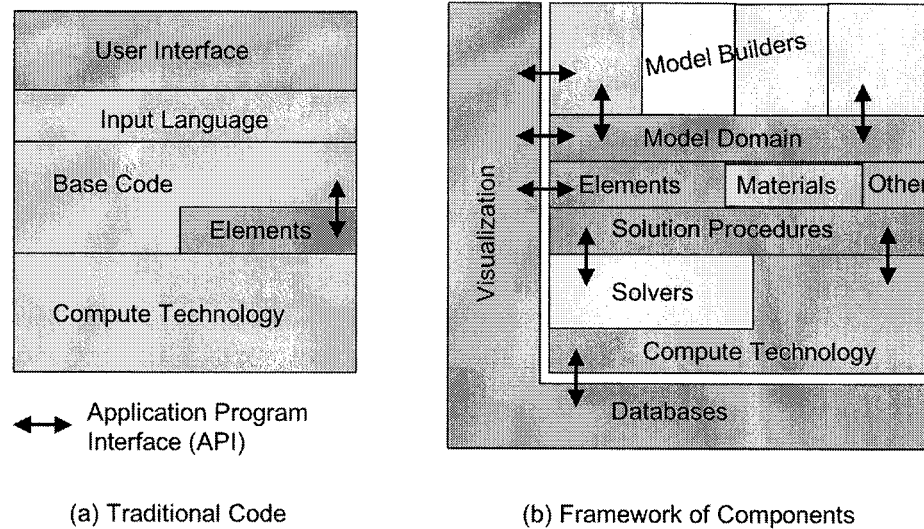 User Interface
Input Language
Base Code
Elements
Compute Technology
Application Program
Interface (API)
(a) Traditional Code
Visualization
Model Builders
Model Domain
Elements
Materials
Other
Solution Procedures
Solvers
Compute Technology
Databases
(b) Framework of Components